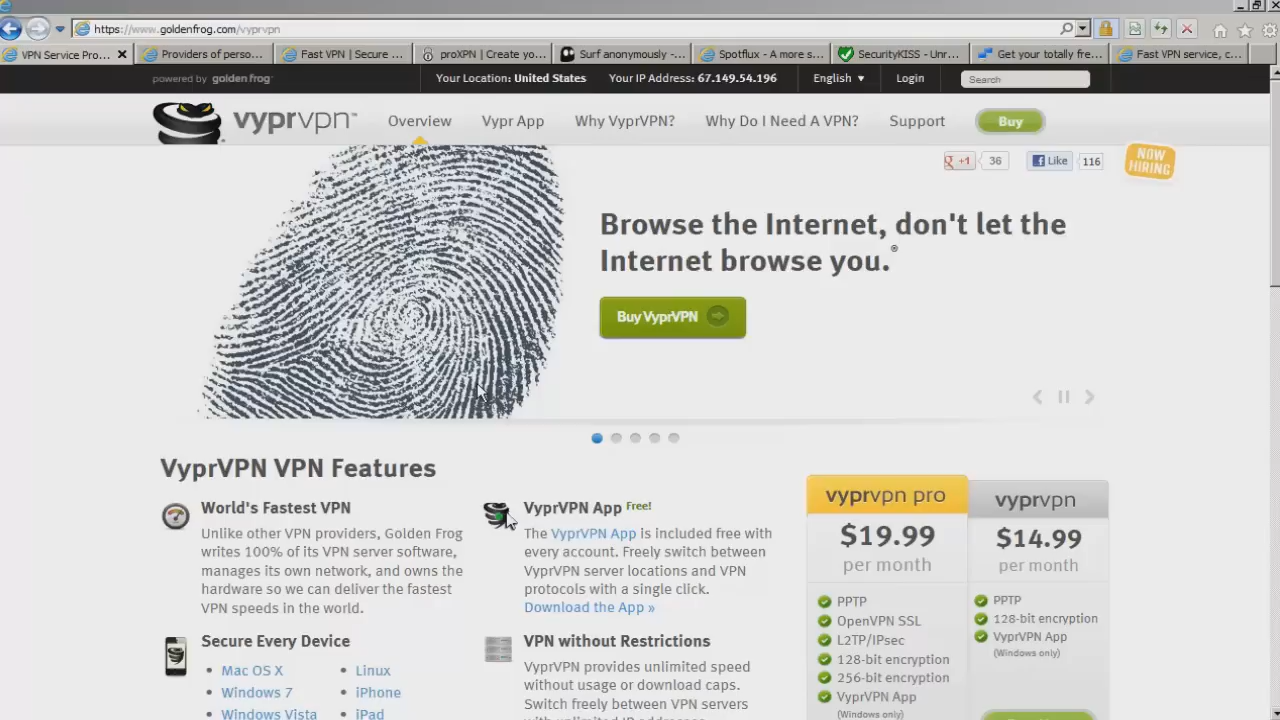 https://www.goldenfrog.com/vyprvpn
VPN Service Pro...
Providers of perso...
Fast VPN | Secure ...
proXPN | Create yo...
Surf anonymously -...
Spotflux - A more s...
SecurityKISS - Unr...
Get your totally fre...
Fast VPN service, c...
powered by golden frog
Your Location: United States
Your IP Address: 67.149.54.196
English
Login
Search
vyprvpn™
Overview
Vypr App
Why VyprVPN?
Why Do I Need A VPN?
Support
Buy
+1
36
Like
116
NOW
HIRING
Browse the Internet, don't let the
Internet browse you.®
Buy VyprVPN
VyprVPN VPN Features
World's Fastest VPN
Unlike other VPN providers, Golden Frog
writes 100% of its VPN server software,
manages its own network, and owns the
hardware so we can deliver the fastest
VPN speeds in the world.
VyprVPN App Free!
The VyprVPN App is included free with
every account. Freely switch between
VyprVPN server locations and VPN
protocols with a single click.
Download the App »
Secure Every Device
Mac OS X
Windows 7
Windows Vista
Linux
iPhone
iPad
VPN without Restrictions
VyprVPN provides unlimited speed
without usage or download caps.
Switch freely between VPN servers
with unlimited IP addresses.
vyprvpn pro
$19.99
per month
PPTP
OpenVPN SSL
L2TP/IPsec
128-bit encryption
256-bit encryption
VyprVPN App
(Windows only)
vyprvpn
$14.99
per month
PPTP
128-bit encryption
VyprVPN App
(Windows only)